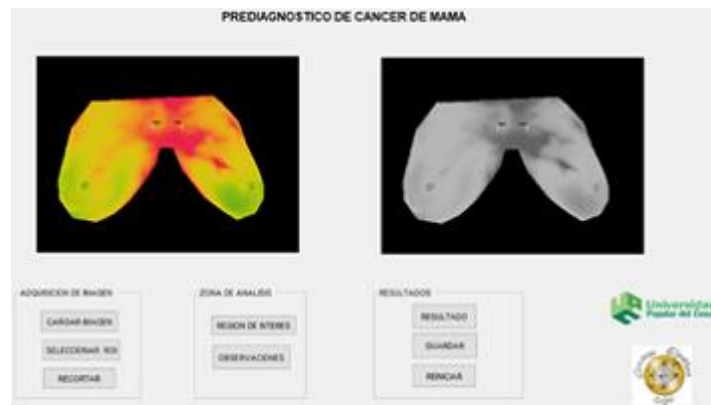 PREDIAGNOSTICO DE CANCER DE MAMA
ADQUISICION DE IMAGEN
CARGAR IMAGEN
SELECCIONAR ROI
RECORTAR
ZONA DE ANALISIS
REGION DE INTERES
OBSERVACIONES
RESULTADOS
RESULTADO
GUARDAR
REINICIAR
Universidad
Popular del